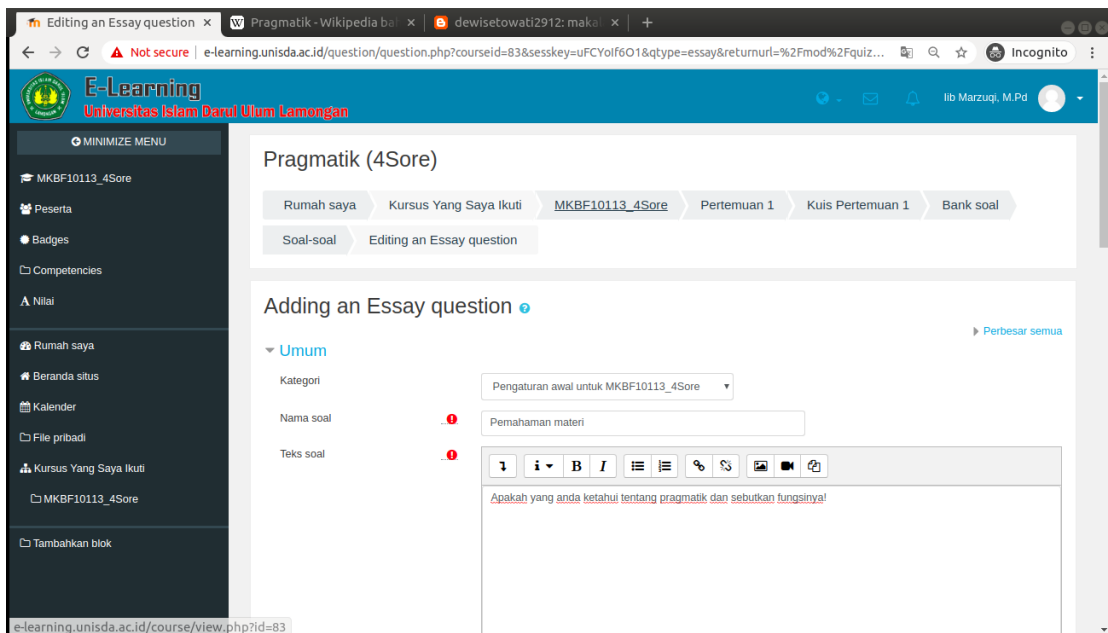 Editing an Essay question
Pragmatik - Wikipedia bah
dewisetowati2912: makal
Not secure | e-learning.unisda.ac.id/question/question.php?courseid=83&sesskey=uFCYoIf6O1&qtype=essay&returnurl=%2Fmod%2Fquiz...
Incognito
E-Learning
Universitas Islam Darul Ulum Lamongan
Iib Marzuqi, M.Pd
MINIMIZE MENU
MKBF10113_4Sore
Peserta
Badges
Competencies
Nilai
Rumah saya
Beranda situs
Kalender
File pribadi
Kursus Yang Saya Ikuti
MKBF10113_4Sore
Tambahkan blok
Pragmatik (4Sore)
Rumah saya Kursus Yang Saya Ikuti MKBF10113_4Sore Pertemuan 1 Kuis Pertemuan 1 Bank soal
Soal-soal Editing an Essay question
Adding an Essay question
Perbesar semua
Umum
Kategori
Pengaturan awal untuk MKBF10113_4Sore
Nama soal
Pemahaman materi
Teks soal
B I
Apakah yang anda ketahui tentang pragmatik dan sebutkan fungsinya!
e-learning.unisda.ac.id/course/view.php?id=83